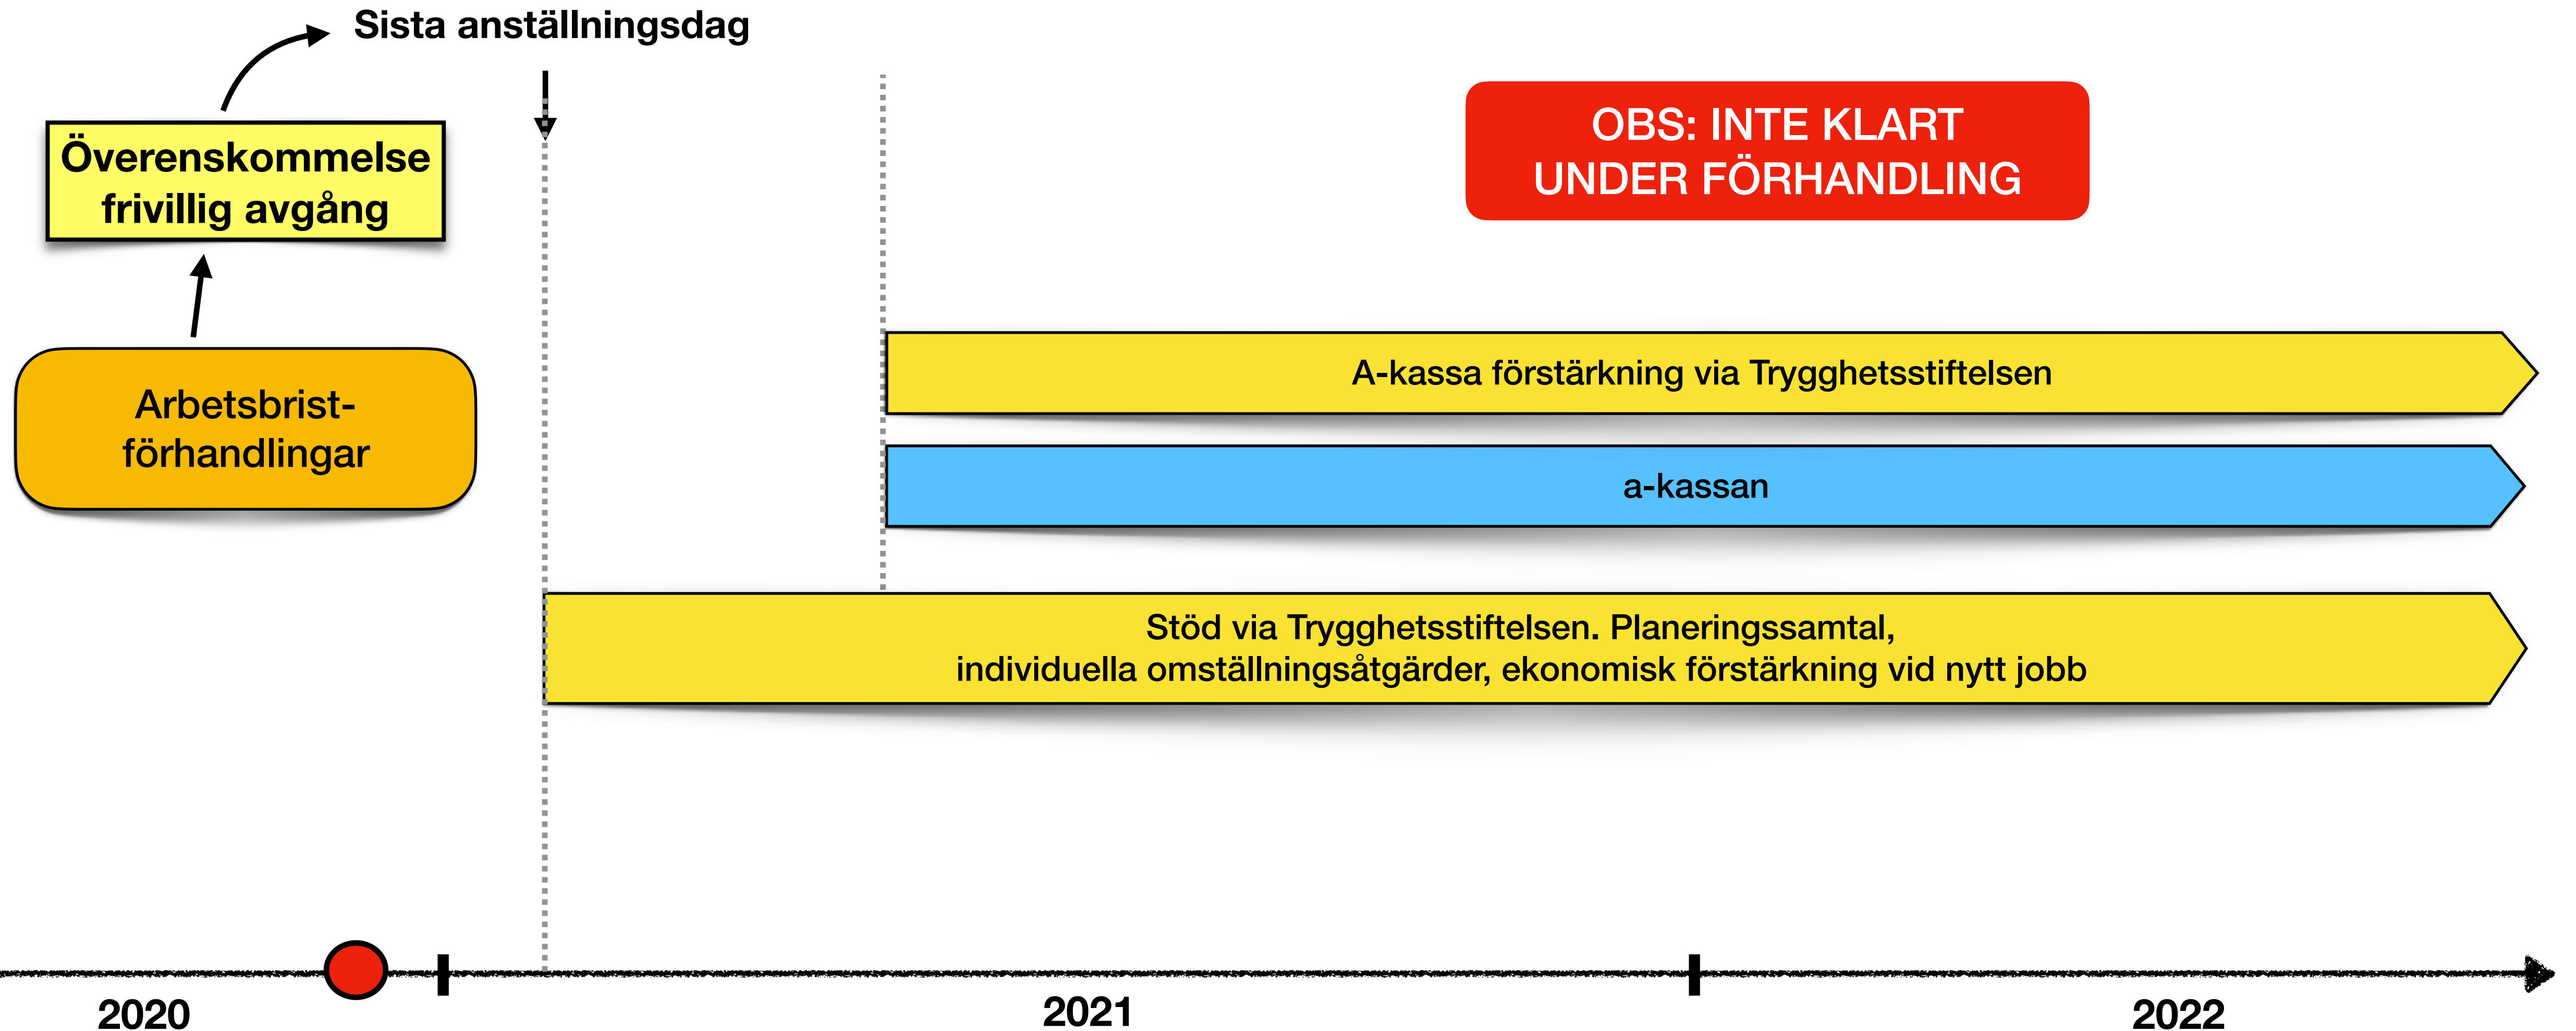 Sista anställningsdag
Överenskommelse
frivillig avgång
OBS: INTE KLART
UNDER FÖRHANDLING
Arbetsbrist-
förhandlingar
A-kassa förstärkning via Trygghetsstiftelsen
a-kassan
Stöd via Trygghetsstiftelsen. Planeringssamtal,
individuella omställningsåtgärder, ekonomisk förstärkning vid nytt jobb
2020
2021
2022